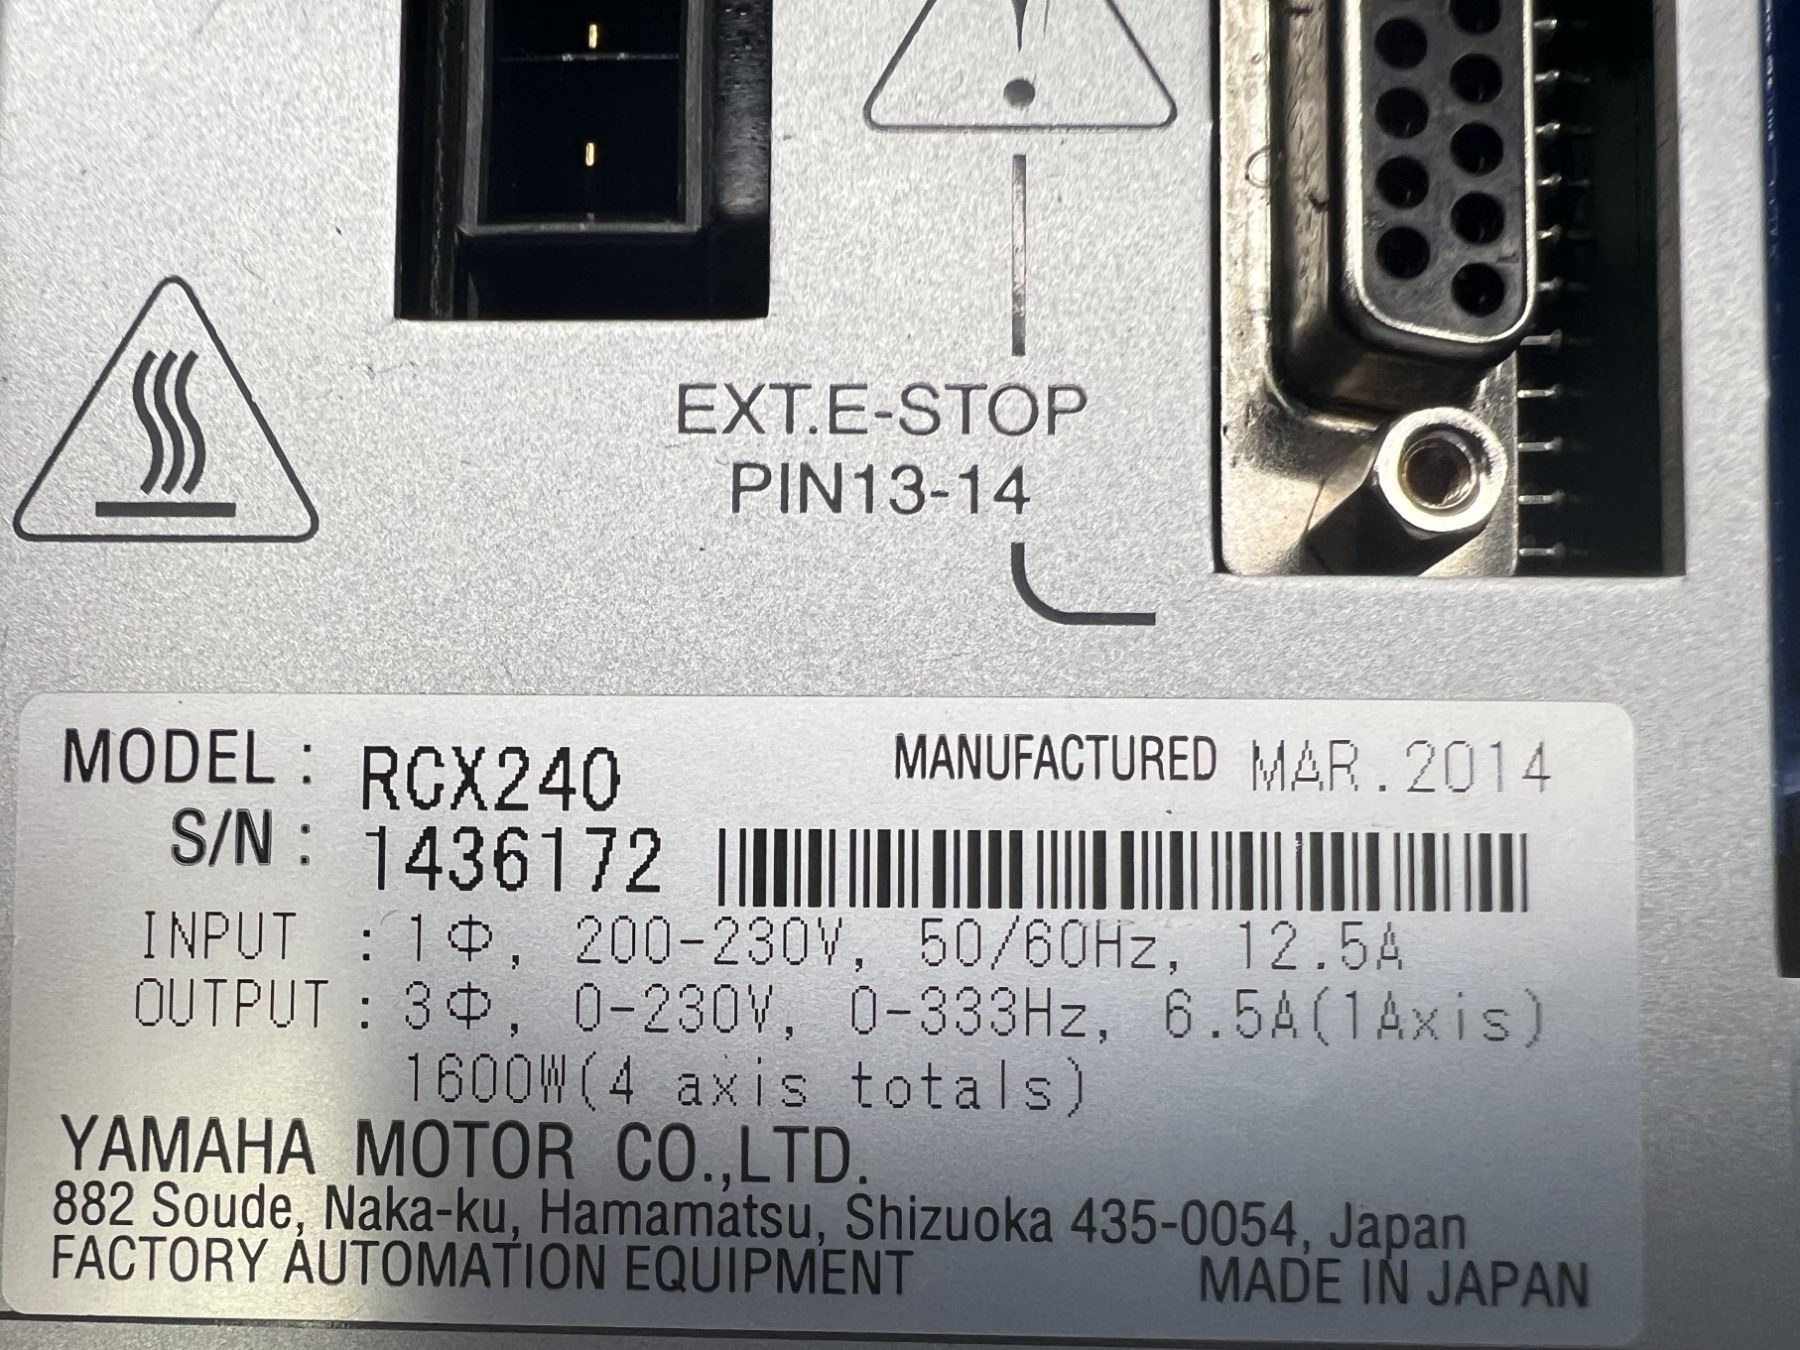 EXT.E-STOP
PIN13-14
MODEL : RCX240 MANUFACTURED MAR.2014
S/N : 1436172
INPUT : 1Φ, 200-230V, 50/60Hz, 12.5A
OUTPUT : 3Φ, 0-230V, 0-333Hz, 6.5A(1Axis)
1600W(4 axis totals)
YAMAHA MOTOR CO.,LTD.
882 Soude, Naka-ku, Hamamatsu, Shizuoka 435-0054, Japan
FACTORY AUTOMATION EQUIPMENT MADE IN JAPAN